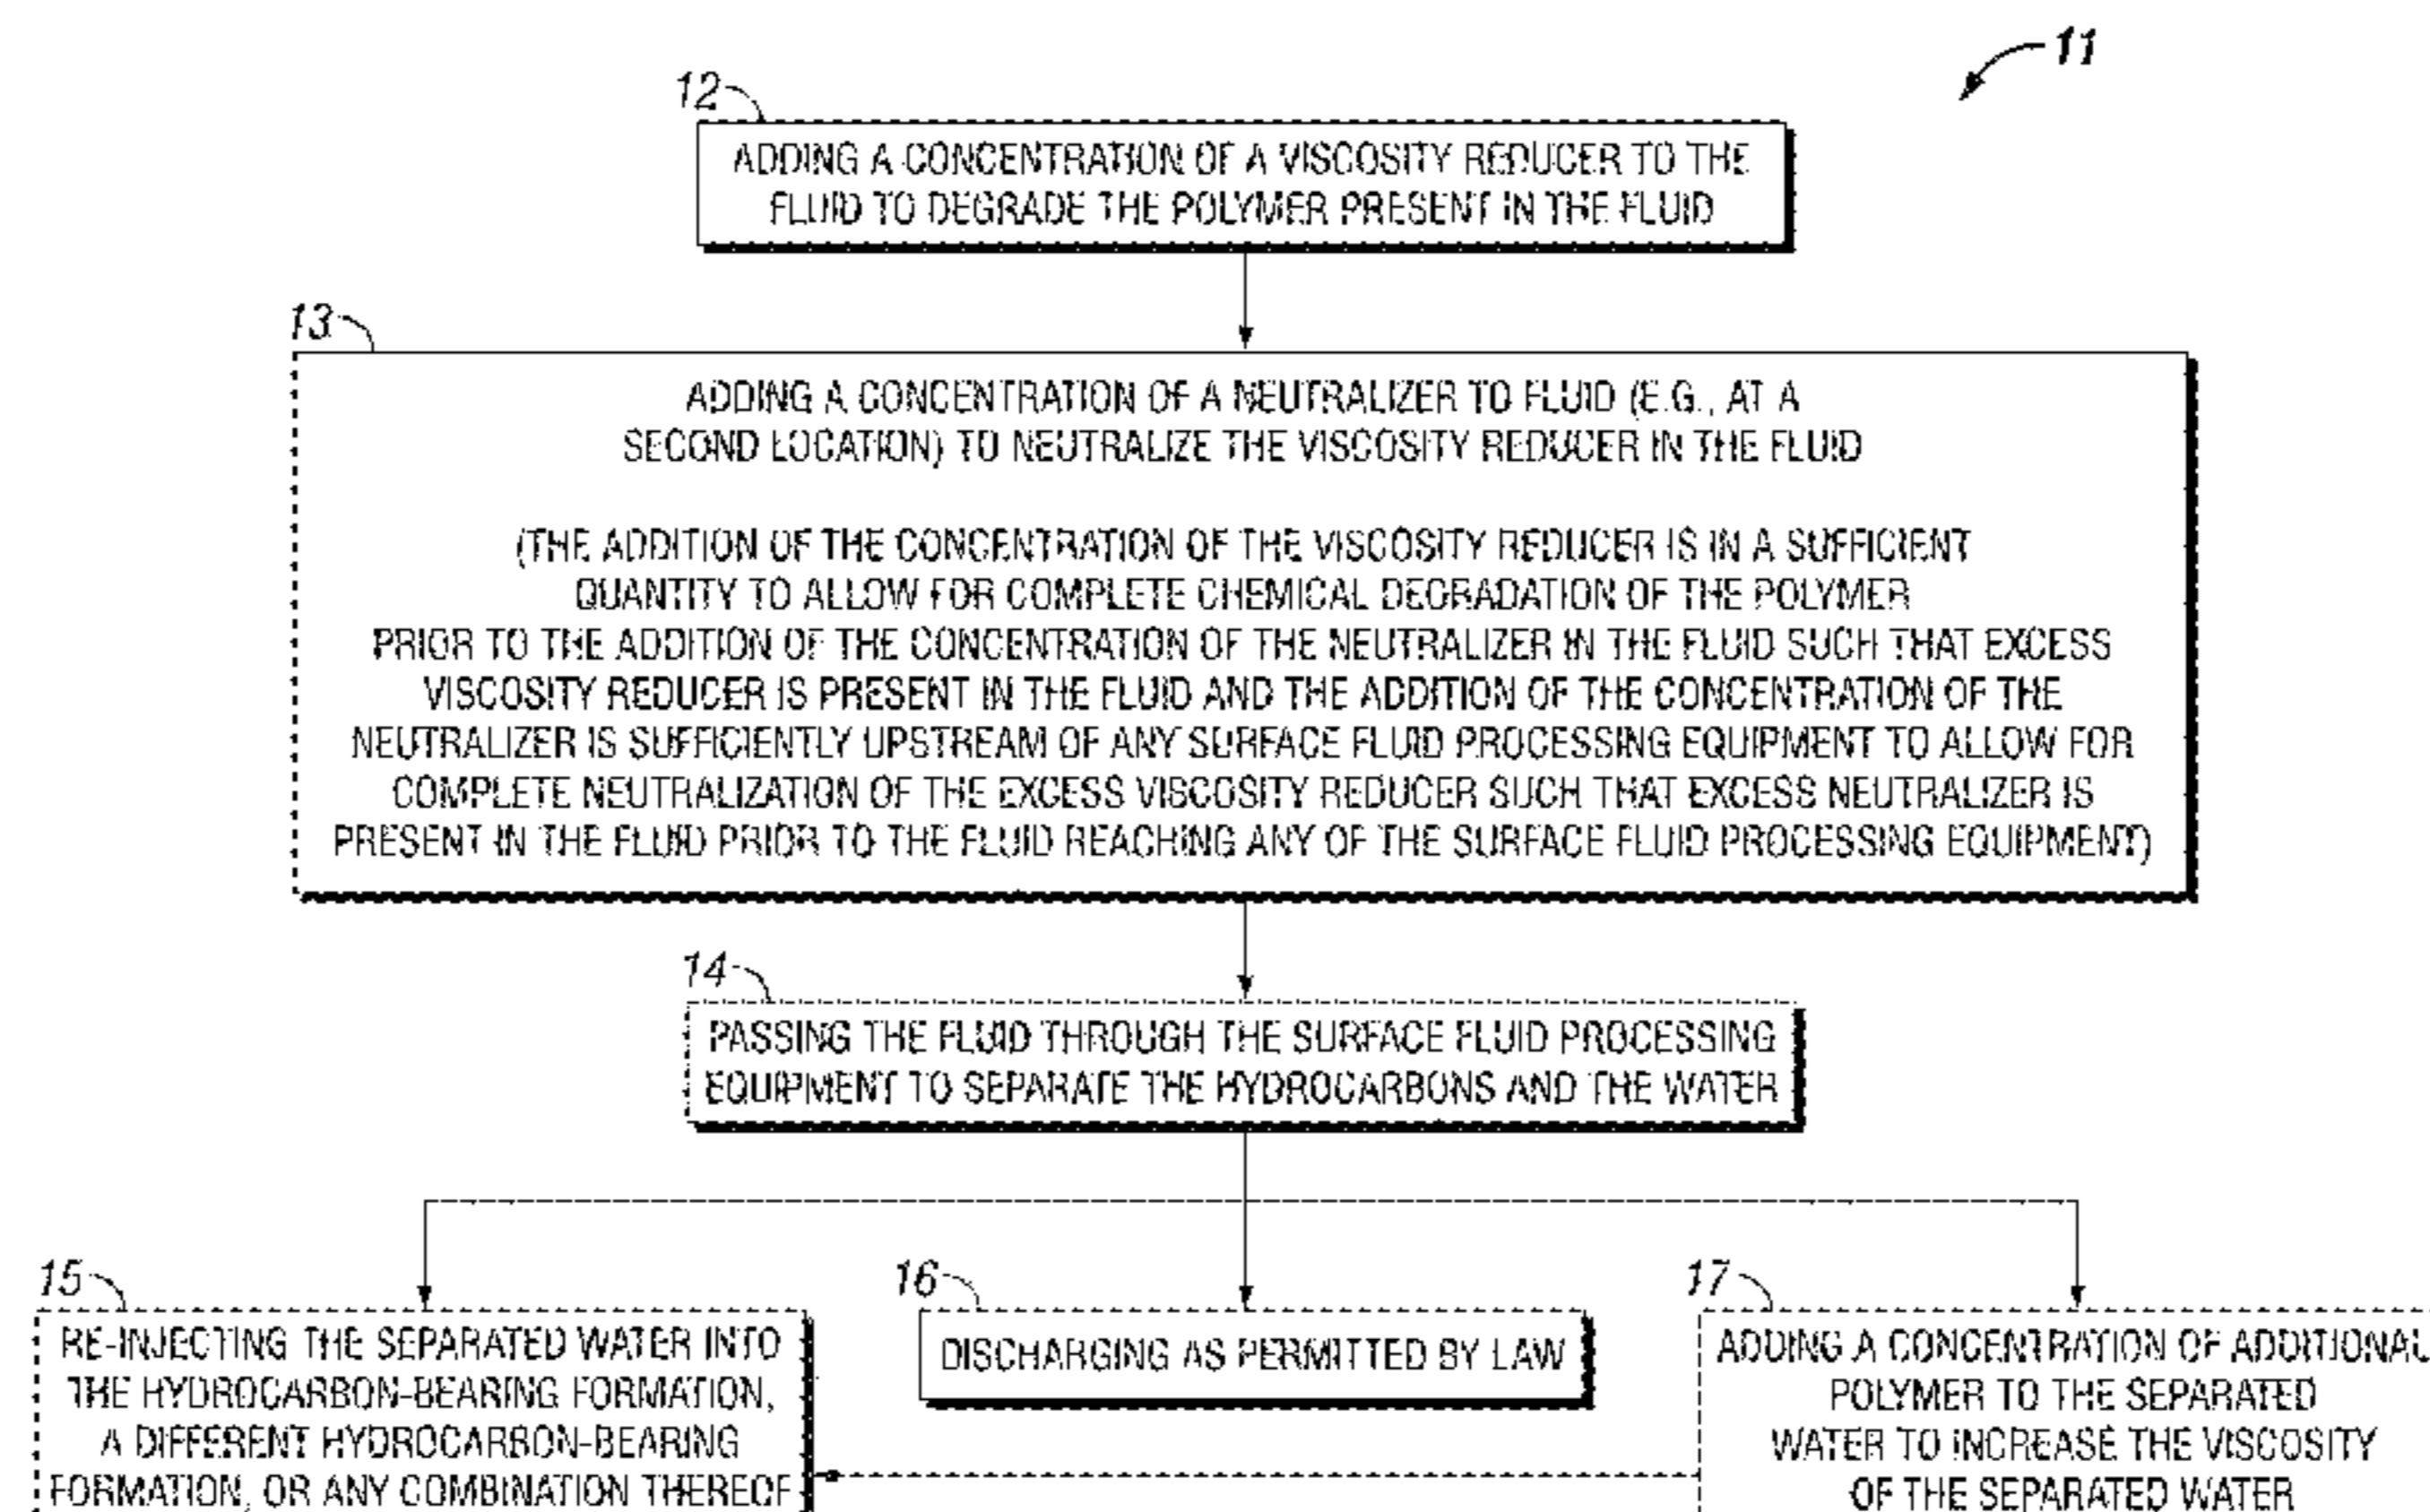 11
12
ADDING A CONCENTRATION OF A VISCOSITY REDUCER TO THE
FLUID TO DEGRADE THE POLYMER PRESENT IN THE FLUID
13
ADDING A CONCENTRATION OF A NEUTRALIZER TO FLUID (E.G., AT A
SECOND LOCATION) TO NEUTRALIZE THE VISCOSITY REDUCER IN THE FLUID
(THE ADDITION OF THE CONCENTRATION OF THE VISCOSITY REDUCER IS IN A SUFFICIENT
QUANTITY TO ALLOW FOR COMPLETE CHEMICAL DEGRADATION OF THE POLYMER
PRIOR TO THE ADDITION OF THE CONCENTRATION OF THE NEUTRALIZER IN THE FLUID SUCH THAT EXCESS
VISCOSITY REDUCER IS PRESENT IN THE FLUID AND THE ADDITION OF THE CONCENTRATION OF THE
NEUTRALIZER IS SUFFICIENTLY UPSTREAM OF ANY SURFACE FLUID PROCESSING EQUIPMENT TO ALLOW FOR
COMPLETE NEUTRALIZATION OF THE EXCESS VISCOSITY REDUCER SUCH THAT EXCESS NEUTRALIZER IS
PRESENT IN THE FLUID PRIOR TO THE FLUID REACHING ANY OF THE SURFACE FLUID PROCESSING EQUIPMENT)
14
PASSING THE FLUID THROUGH THE SURFACE FLUID PROCESSING
EQUIPMENT TO SEPARATE THE HYDROCARBONS AND THE WATER
15
RE-INJECTING THE SEPARATED WATER INTO
THE HYDROCARBON-BEARING FORMATION,
A DIFFERENT HYDROCARBON-BEARING
FORMATION, OR ANY COMBINATION THEREOF
16
DISCHARGING AS PERMITTED BY LAW
17
ADDING A CONCENTRATION OF ADDITIONAL
POLYMER TO THE SEPARATED
WATER TO INCREASE THE VISCOSITY
OF THE SEPARATED WATER